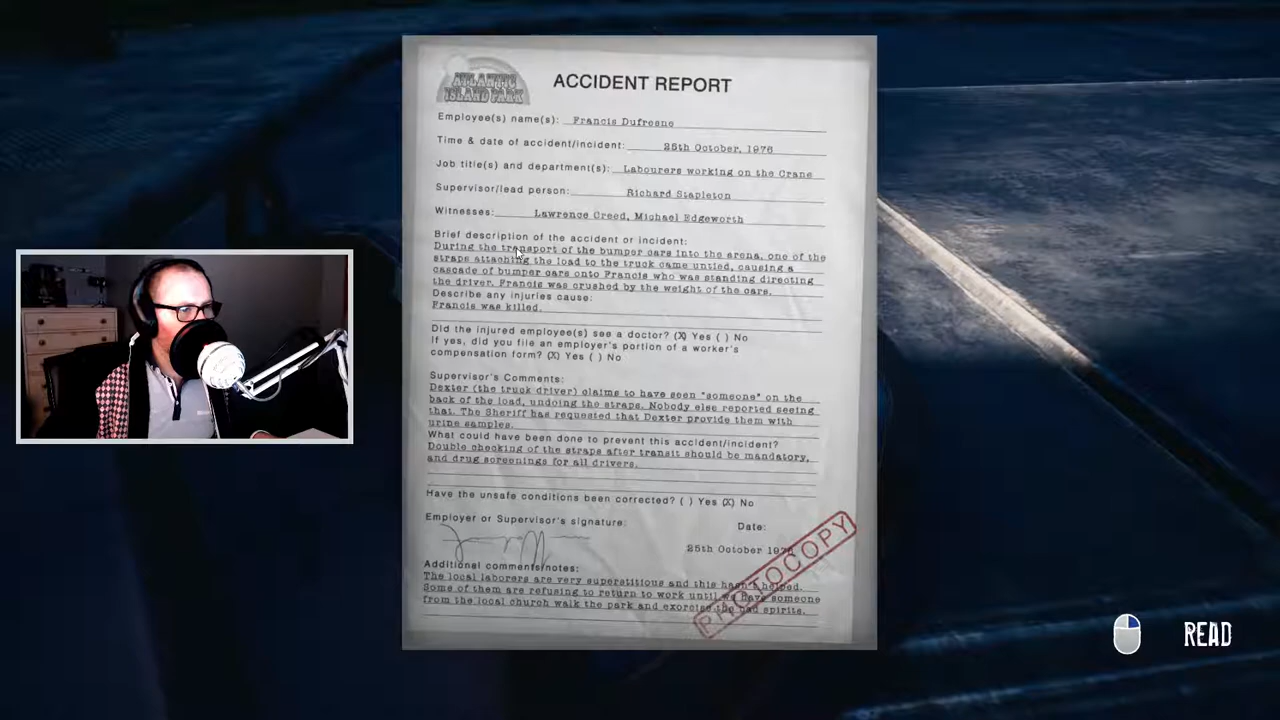 ATLANTIC
ISLAND PARK
ACCIDENT REPORT
Employee(s) name(s): Francis Dufresne
Time & date of accident/incident: 25th October, 1976
Job title(s) and department(s): Labourers working on the Crane
Supervisor/lead person: Richard Stapleton
Witnesses: Lawrence Creed, Michael Edgeworth
Brief description of the accident or incident:
During the transport of the bumper cars into the arena, one of the
straps attaching the load to the truck came untied, causing a
cascade of bumper cars onto Francis who was standing directing
the driver. Francis was crushed by the weight of the cars.
Describe any injuries cause:
Francis was killed.
Did the injured employee(s) see a doctor? (X) Yes ( ) No
If yes, did you file an employer's portion of a worker's
compensation form? (X) Yes ( ) No
Supervisor's Comments:
Dexter (the truck driver) claims to have seen "someone" on the
back of the load, undoing the straps. Nobody else reported seeing
that. The Sheriff has requested that Dexter provide them with
urine samples.
What could have been done to prevent this accident/incident?
Double checking of the straps after transit should be mandatory,
and drug screenings for all drivers.
Have the unsafe conditions been corrected? ( ) Yes (X) No
Employer or Supervisor's signature:
Date:
25th October 1976
Additional comments/notes:
The local laborers are very superstitious and this hasn't helped.
Some of them are refusing to return to work until we have someone
from the local church walk the park and exorcise the bad spirits.
PHOTOCOPY
READ